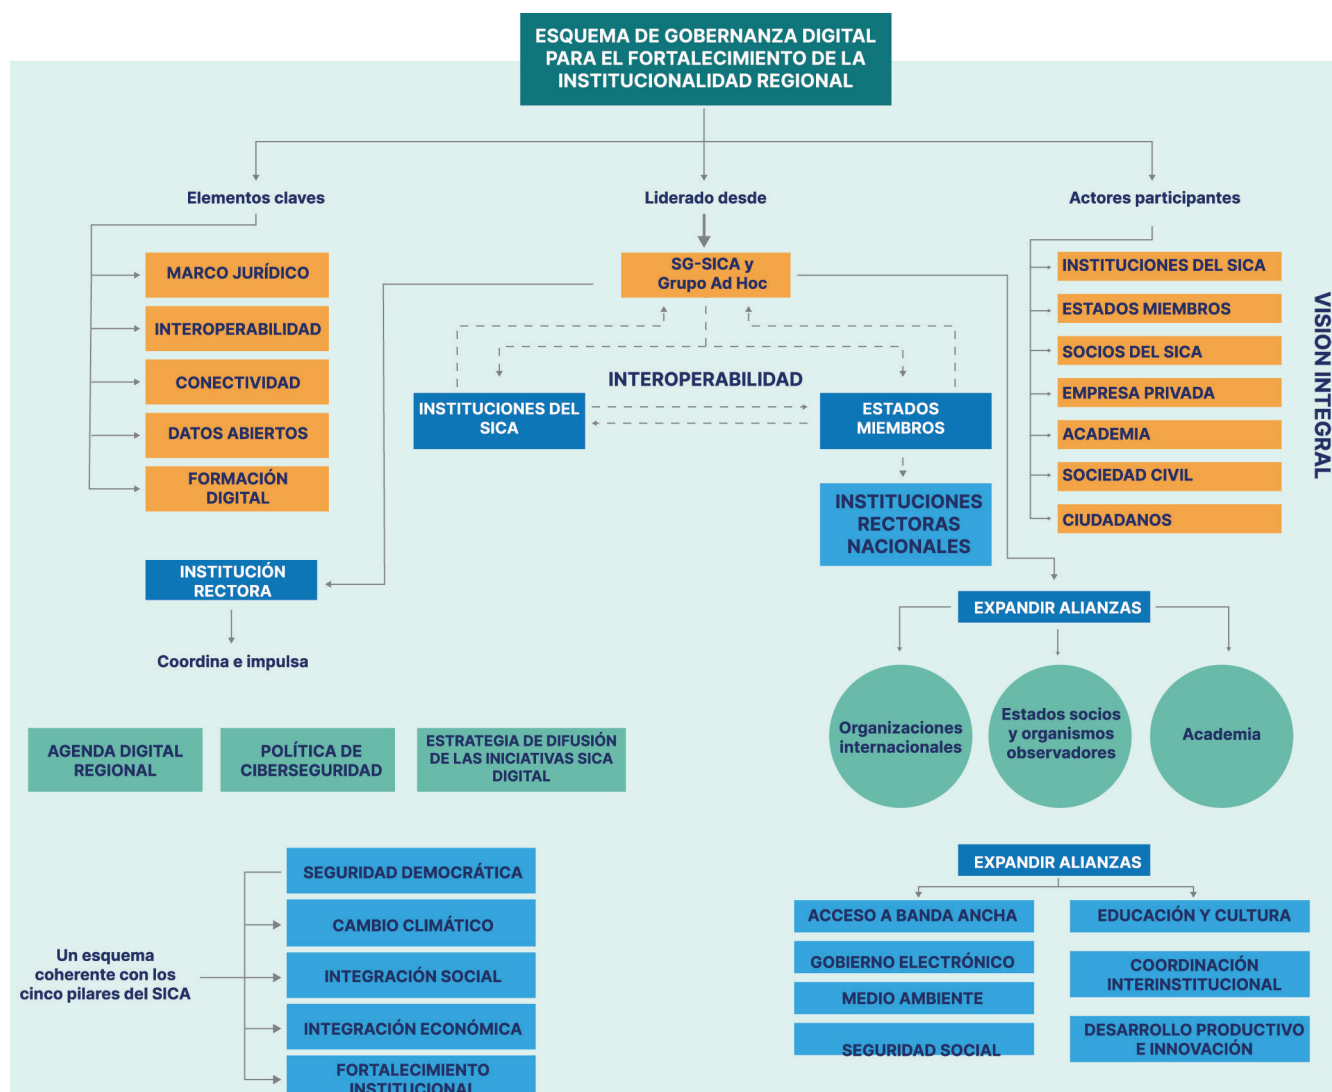 ESQUEMA DE GOBERNANZA DIGITAL
PARA EL FORTALECIMIENTO DE LA
INSTITUCIONALIDAD REGIONAL
Elementos claves
MARCO JURÍDICO
INTEROPERABILIDAD
CONECTIVIDAD
DATOS ABIERTOS
FORMACIÓN
DIGITAL
Liderado desde
SG-SICA y
Grupo Ad Hoc
INTEROPERABILIDAD
INSTITUCIONES DEL
SICA
ESTADOS
MIEMBROS
INSTITUCIONES
RECTORAS
NACIONALES
Actores participantes
INSTITUCIONES DEL SICA
ESTADOS MIEMBROS
SOCIOS DEL SICA
EMPRESA PRIVADA
ACADEMIA
SOCIEDAD CIVIL
CIUDADANOS
VISION INTEGRAL
INSTITUCIÓN
RECTORA
Coordina e impulsa
AGENDA DIGITAL
REGIONAL
POLÍTICA DE
CIBERSEGURIDAD
ESTRATEGIA DE DIFUSIÓN
DE LAS INICIATIVAS SICA
DIGITAL
EXPANDIR ALIANZAS
Organizaciones
internacionales
Estados socios
y organismos
observadores
Academia
Un esquema
coherente con los
cinco pilares del SICA
SEGURIDAD DEMOCRÁTICA
CAMBIO CLIMÁTICO
INTEGRACIÓN SOCIAL
INTEGRACIÓN ECONÓMICA
FORTALECIMIENTO
INSTITUCIONAL
EXPANDIR ALIANZAS
ACCESO A BANDA ANCHA
GOBIERNO ELECTRÓNICO
MEDIO AMBIENTE
SEGURIDAD SOCIAL
EDUCACIÓN Y CULTURA
COORDINACIÓN
INTERINSTITUCIONAL
DESARROLLO PRODUCTIVO
E INNOVACIÓN